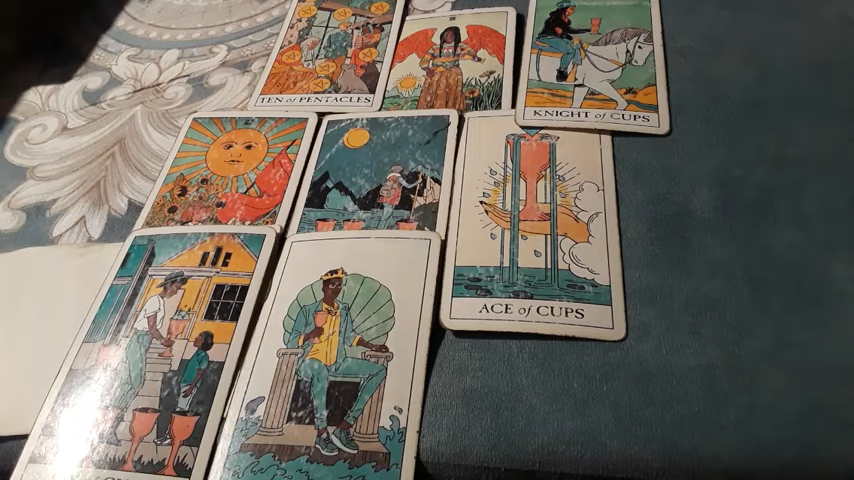 TEN of PENTACLES
KNIGHT of CUPS
ACE of CUPS